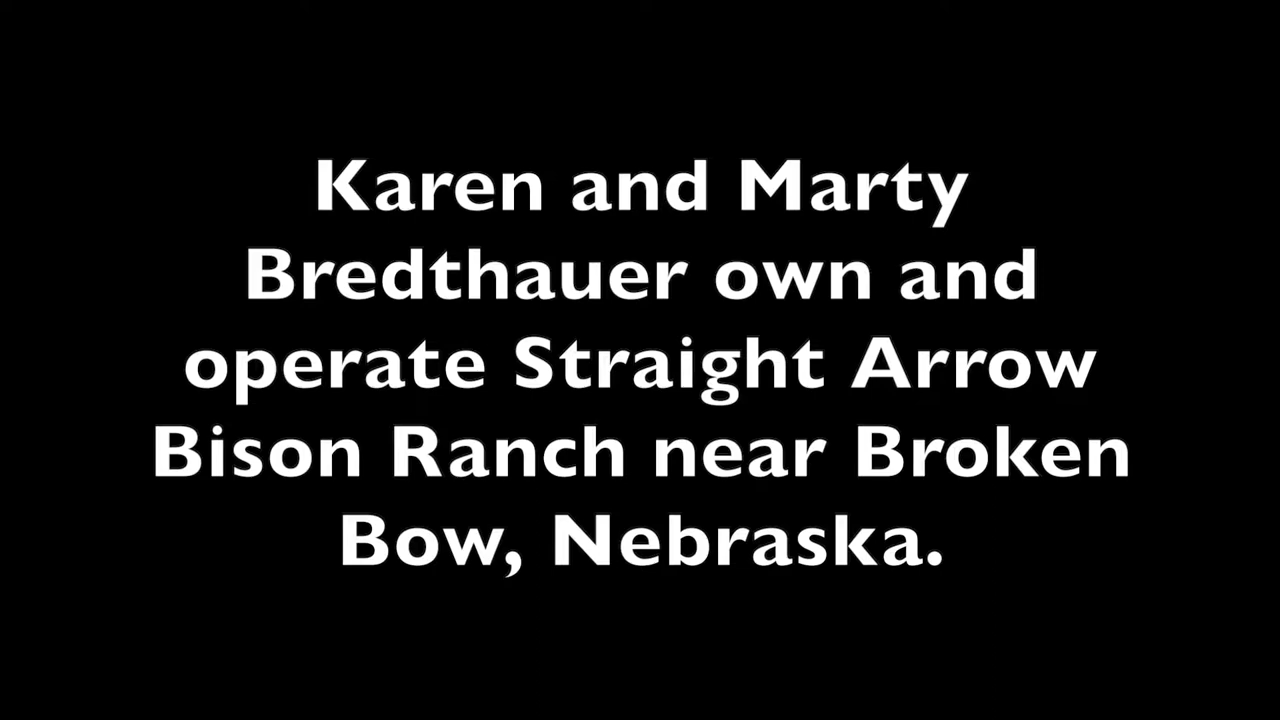 Karen and Marty
Bredthauer own and
operate Straight Arrow
Bison Ranch near Broken
Bow, Nebraska.